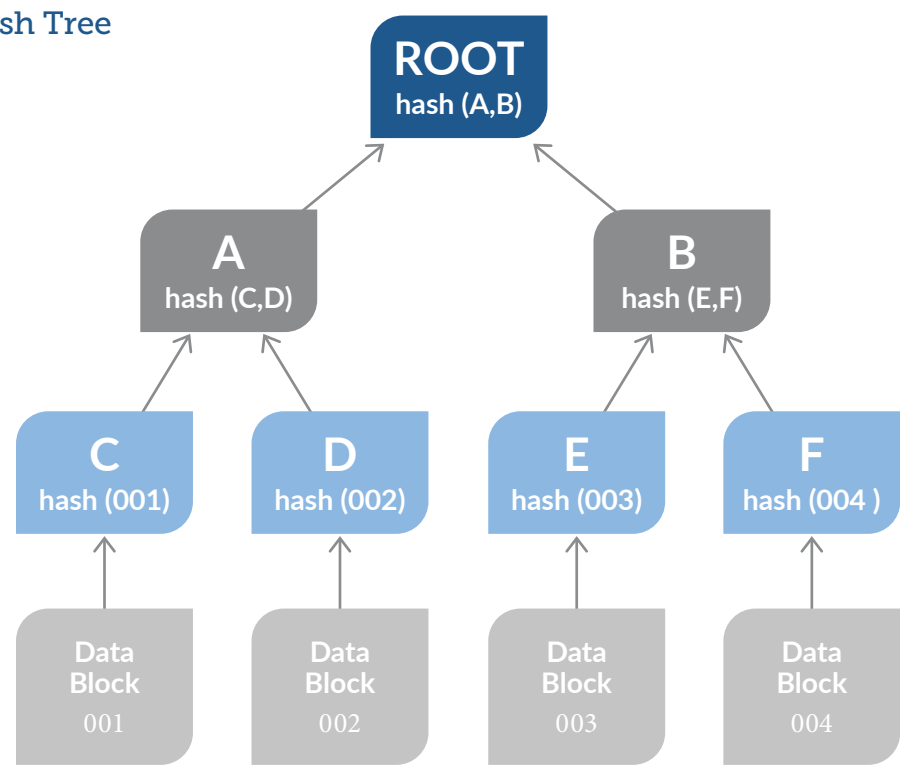 sh Tree
ROOT
hash (A,B)
A
hash (C,D)
B
hash (E,F)
C
hash (001)
D
hash (002)
E
hash (003)
F
hash (004 )
Data
Block
001
Data
Block
002
Data
Block
003
Data
Block
004